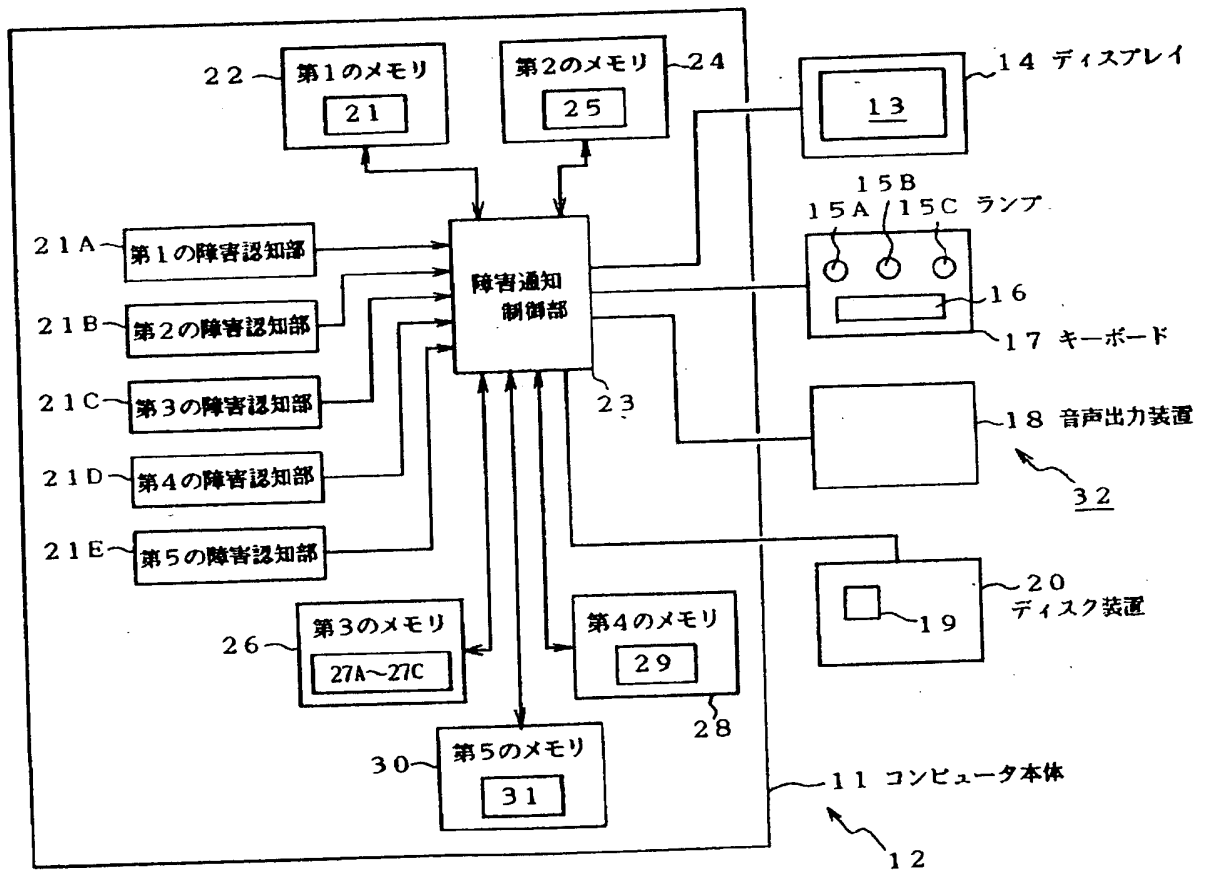 22
第1のメモリ
21
第2のメモリ
25
24
14 ディスプレイ
13
15B
15A
15C ランプ
16
17 キーボード
21A
第1の障害認知部
21B
第2の障害認知部
21C
第3の障害認知部
21D
第4の障害認知部
21E
第5の障害認知部
障害通知
制御部
23
18 音声出力装置
32
20
ディスク装置
19
26
第3のメモリ
27A～27C
第4のメモリ
29
28
30
第5のメモリ
31
11 コンピュータ本体
12